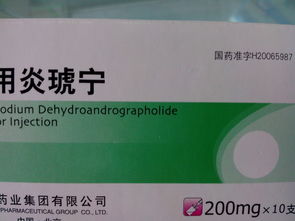 国药准字H20065987
用炎琥宁
odium Dehydroandrographolide
or Injection
药业集团有限公司
PHARMACEUTICAL GROUP CO., LTD.
200mg×10支